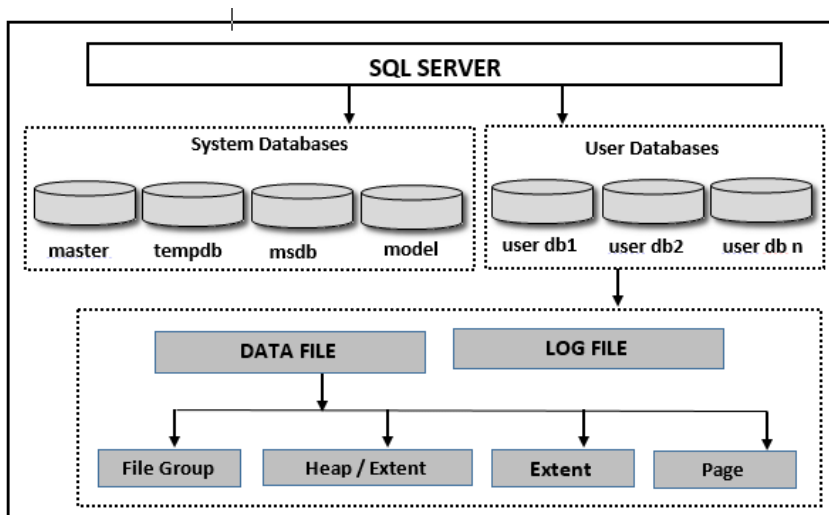 SQL SERVER
System Databases
master
tempdb
msdb
model
User Databases
user db1
user db2
user db n
DATA FILE
LOG FILE
File Group
Heap / Extent
Extent
Page